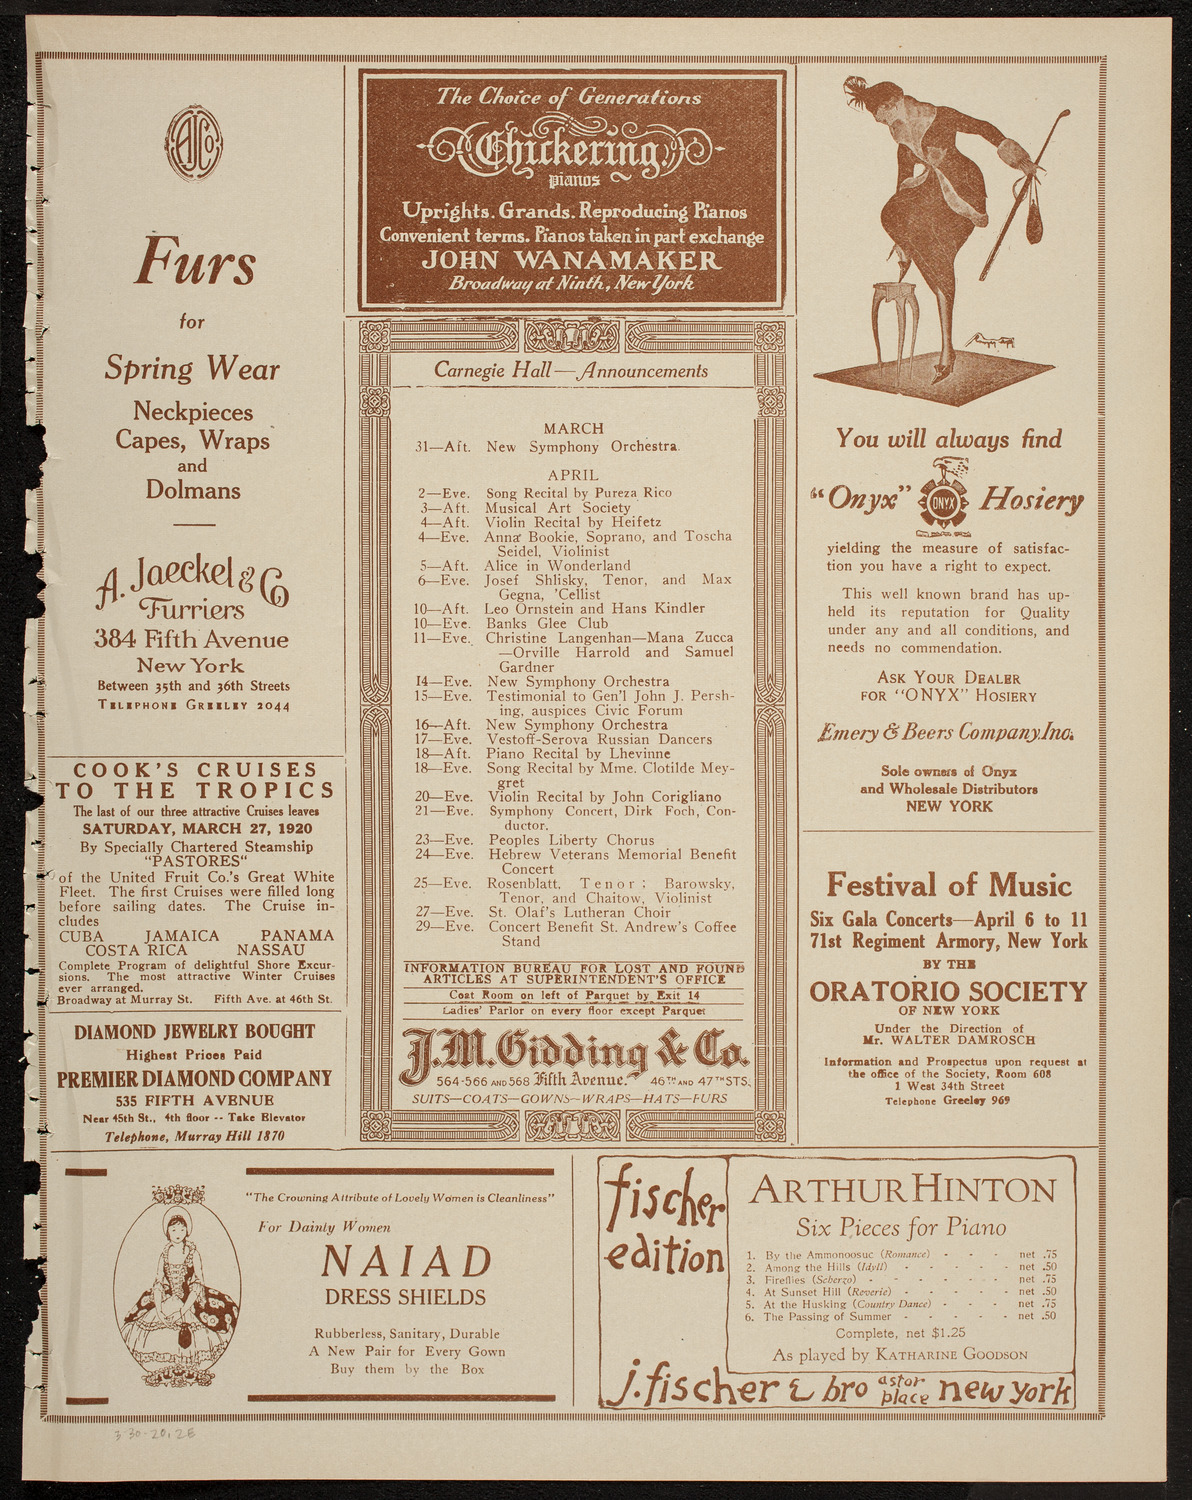 AJCo
Furs
for
Spring Wear
Neckpieces
Capes, Wraps
and
Dolmans
A. Jaeckel & Co
Furriers
384 Fifth Avenue
New York
Between 35th and 36th Streets
TELEPHONE GREELEY 2044
COOK'S CRUISES
TO THE TROPICS
The last of our three attractive Cruises leaves
SATURDAY, MARCH 27, 1920
By Specially Chartered Steamship
"PASTORES"
of the United Fruit Co.'s Great White
Fleet. The first Cruises were filled long
before sailing dates. The Cruise in-
cludes
CUBA JAMAICA PANAMA
COSTA RICA NASSAU
Complete Program of delightful Shore Excur-
sions. The most attractive Winter Cruises
ever arranged.
Broadway at Murray St. Fifth Ave. at 46th St.
DIAMOND JEWELRY BOUGHT
Highest Prices Paid
PREMIER DIAMOND COMPANY
535 FIFTH AVENUE
Near 45th St., 4th floor -- Take Elevator
Telephone, Murray Hill 1870
The Choice of Generations
Chickering
pianos
Uprights. Grands. Reproducing Pianos
Convenient terms. Pianos taken in part exchange
JOHN WANAMAKER
Broadway at Ninth, New York
Carnegie Hall—Announcements
MARCH
31—Aft. New Symphony Orchestra.
APRIL
2—Eve. Song Recital by Pureza Rico
3—Aft. Musical Art Society
4—Aft. Violin Recital by Heifetz
4—Eve. Anna Bookie, Soprano, and Toscha
Seidel, Violinist
5—Aft. Alice in Wonderland
6—Eve. Josef Shlisky, Tenor, and Max
Gegna, 'Cellist
10—Aft. Leo Ornstein and Hans Kindler
10—Eve. Banks Glee Club
11—Eve. Christine Langenhan—Mana Zucca
—Orville Harrold and Samuel
Gardner
14—Eve. New Symphony Orchestra
15—Eve. Testimonial to Gen'l John J. Persh-
ing, auspices Civic Forum
16—Aft. New Symphony Orchestra
17—Eve. Vestoff-Serova Russian Dancers
18—Aft. Piano Recital by Lhevinne
18—Eve. Song Recital by Mme. Clotilde Mey-
gret
20—Eve. Violin Recital by John Corigliano
21—Eve. Symphony Concert, Dirk Foch, Con-
ductor.
23—Eve. Peoples Liberty Chorus
24—Eve. Hebrew Veterans Memorial Benefit
Concert
25—Eve. Rosenblatt, Tenor; Barowsky,
Tenor, and Chaitow, Violinist
27—Eve. St. Olaf's Lutheran Choir
29—Eve. Concert Benefit St. Andrew's Coffee
Stand
INFORMATION BUREAU FOR LOST AND FOUND
ARTICLES AT SUPERINTENDENT'S OFFICE
Coat Room on left of Parquet by Exit 14
Ladies' Parlor on every floor except Parquet
J.M. Gidding & Co.
564-566 AND 568 Fifth Avenue. 46TH AND 47TH STS.
SUITS—COATS—GOWNS—WRAPS—HATS—FURS
You will always find
"Onyx" ONYX Hosiery
yielding the measure of satisfac-
tion you have a right to expect.
This well known brand has up-
held its reputation for Quality
under any and all conditions, and
needs no commendation.
ASK YOUR DEALER
FOR "ONYX" HOSIERY
Emery & Beers Company Inc.
Sole owners of Onyx
and Wholesale Distributors
NEW YORK
Festival of Music
Six Gala Concerts—April 6 to 11
71st Regiment Armory, New York
BY THE
ORATORIO SOCIETY
OF NEW YORK
Under the Direction of
Mr. WALTER DAMROSCH
Information and Prospectus upon request at
the office of the Society, Room 608
1 West 34th Street
Telephone Greeley 969
"The Crowning Attribute of Lovely Women is Cleanliness"
For Dainty Women
NAIAD
DRESS SHIELDS
Rubberless, Sanitary, Durable
A New Pair for Every Gown
Buy them by the Box
fischer
edition
ARTHUR HINTON
Six Pieces for Piano
1. By the Ammonoosuc (Romance) - - - net .75
2. Among the Hills (Idyll) - - - - - net .50
3. Fireflies (Scherzo) - - - - - - net .75
4. At Sunset Hill (Reverie) - - - - - net .50
5. At the Husking (Country Dance) - - - net .75
6. The Passing of Summer - - - - - net .50
Complete, net $1.25
As played by KATHARINE GOODSON
j. fischer & bro astor place new york
3-30-20, 2E